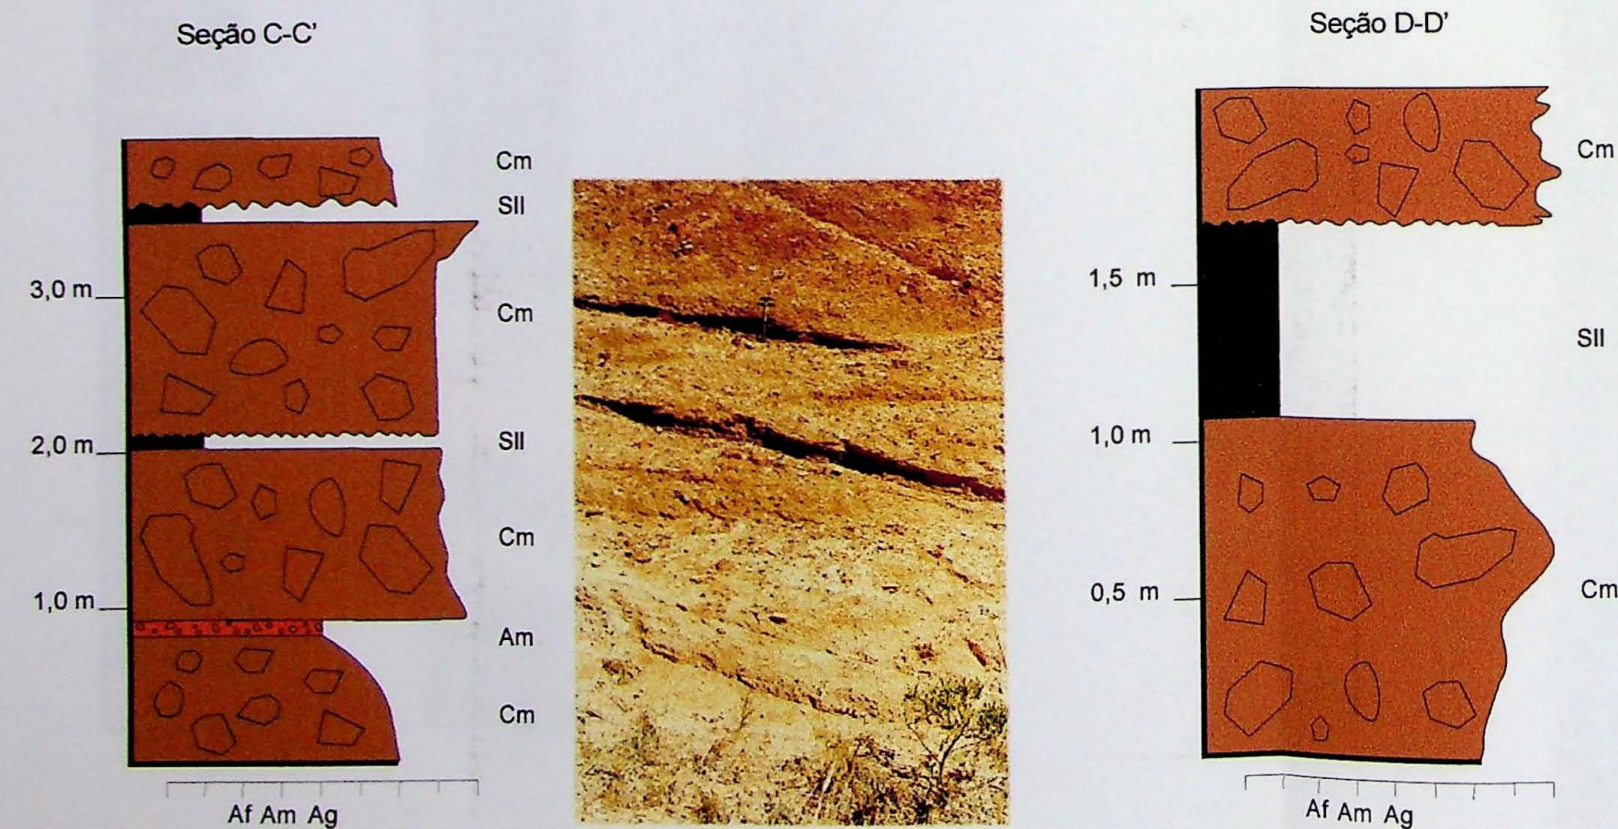 Seção C-C'
Cm
SII
3,0 m
Cm
2,0 m
SII
Cm
1,0 m
Am
Cm
Af Am Ag
Seção D-D'
Cm
1,5 m
SII
1,0 m
0,5 m
Cm
Af Am Ag